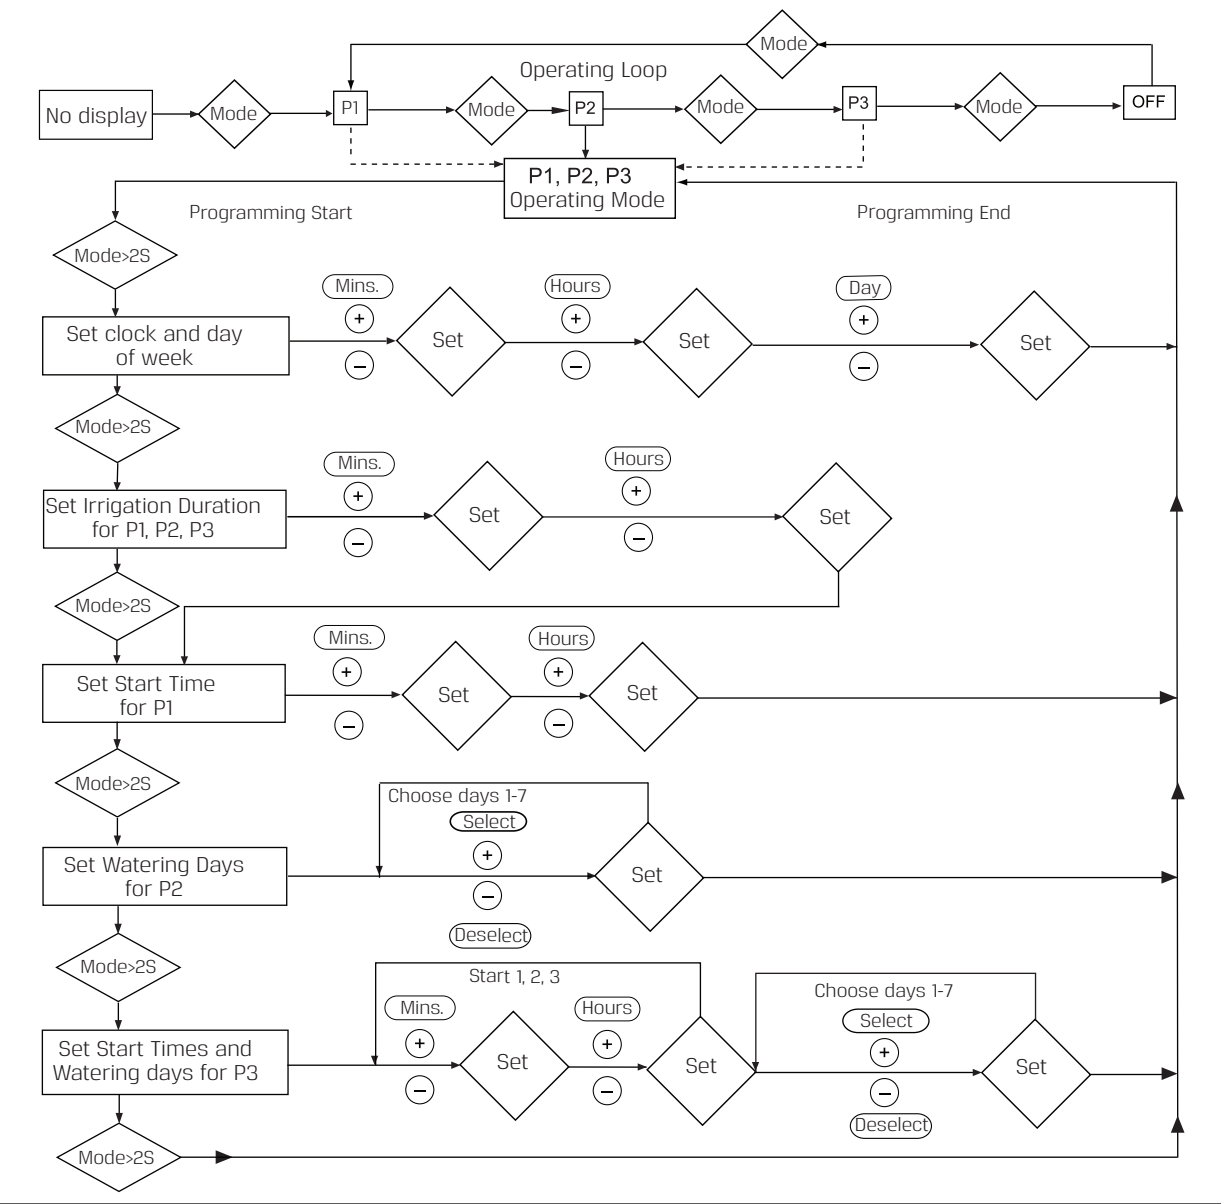 Mode
Operating Loop
No display
Mode
P1
Mode
P2
Mode
P3
Mode
OFF
P1, P2, P3
Operating Mode
Programming Start
Programming End
Mode>2S
Mins.
+
−
Set
Hours
+
−
Set
Day
+
−
Set
Set clock and day
of week
Mode>2S
Mins.
+
−
Set
Hours
+
−
Set
Set Irrigation Duration
for P1, P2, P3
Mode>2S
Mins.
+
−
Set
Hours
+
−
Set
Set Start Time
for P1
Mode>2S
Choose days 1-7
Select
+
−
Deselect
Set
Set Watering Days
for P2
Mode>2S
Start 1, 2, 3
Mins.
+
−
Set
Hours
+
−
Set
Choose days 1-7
Select
+
−
Deselect
Set
Set Start Times and
Watering days for P3
Mode>2S